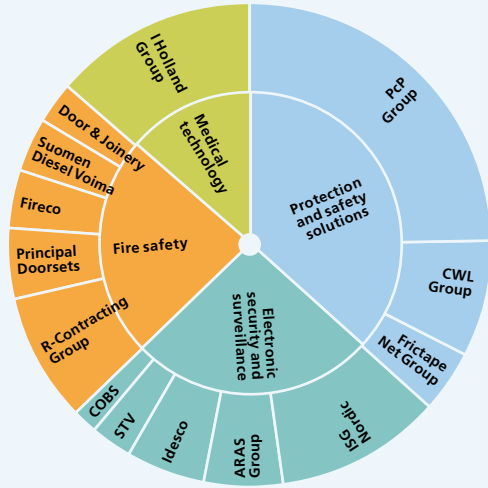 Protection
and safety
solutions
PcP
Group
CWL
Group
Frictape
Net Group
Electronic
security and
surveillance
ISG
Nordic
ARAS
Group
Idesco
STV
COBS
Fire safety
R-Contracting
Group
Principal
Doorsets
Fireco
Suomen
Diesel Voima
Door & Joinery
Medical
technology
I Holland
Group